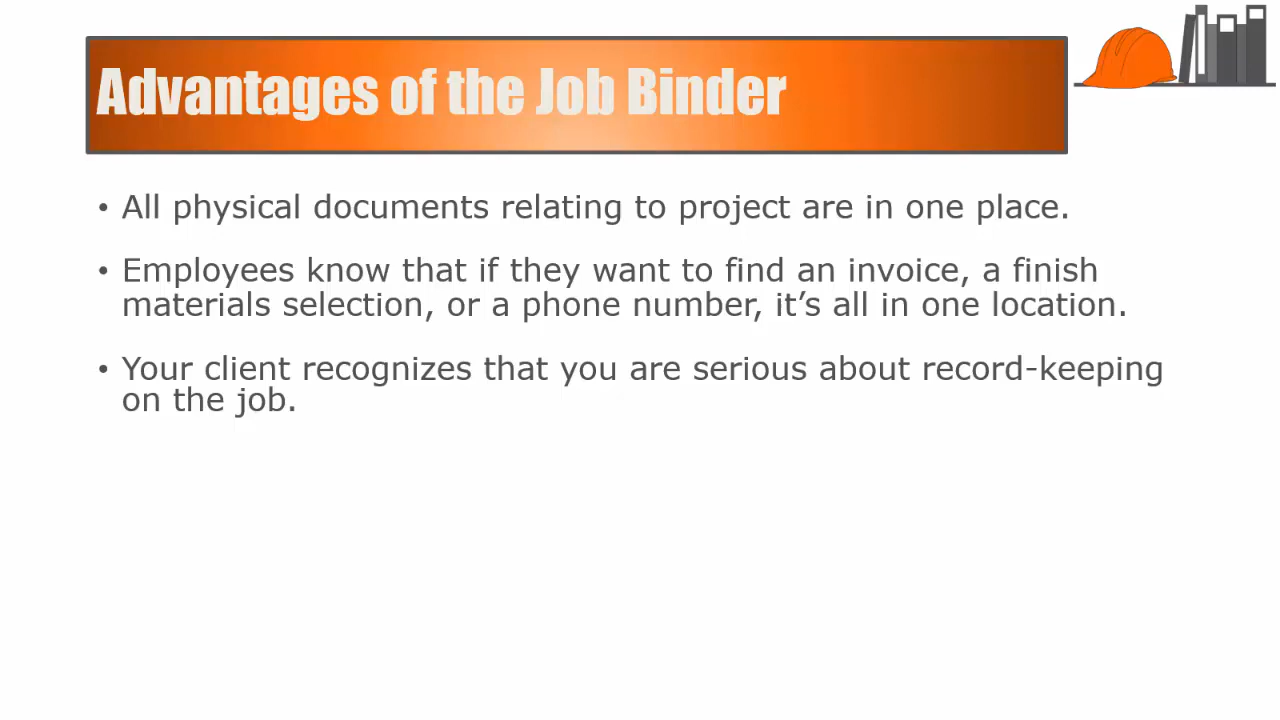 Advantages of the Job Binder
• All physical documents relating to project are in one place.
• Employees know that if they want to find an invoice, a finish
materials selection, or a phone number, it’s all in one location.
• Your client recognizes that you are serious about record-keeping
on the job.